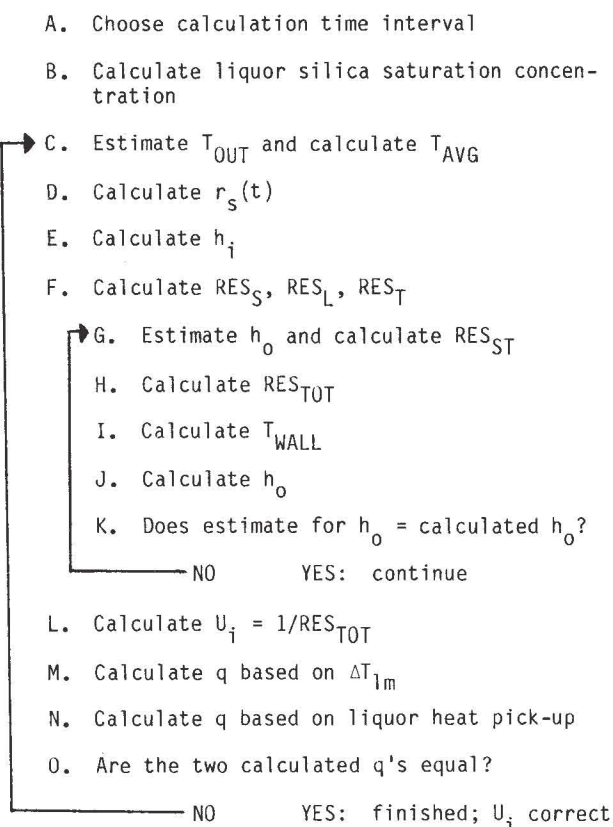 A. Choose calculation time interval
B. Calculate liquor silica saturation concen-
tration
C. Estimate T_OUT and calculate T_AVG
D. Calculate r_s(t)
E. Calculate h_i
F. Calculate RES_S, RES_L, RES_T
G. Estimate h_o and calculate RES_ST
H. Calculate RES_TOT
I. Calculate T_WALL
J. Calculate h_o
K. Does estimate for h_o = calculated h_o?
NO YES: continue
L. Calculate U_i = 1/RES_TOT
M. Calculate q based on ΔT_lm
N. Calculate q based on liquor heat pick-up
O. Are the two calculated q's equal?
NO YES: finished; U_i correct